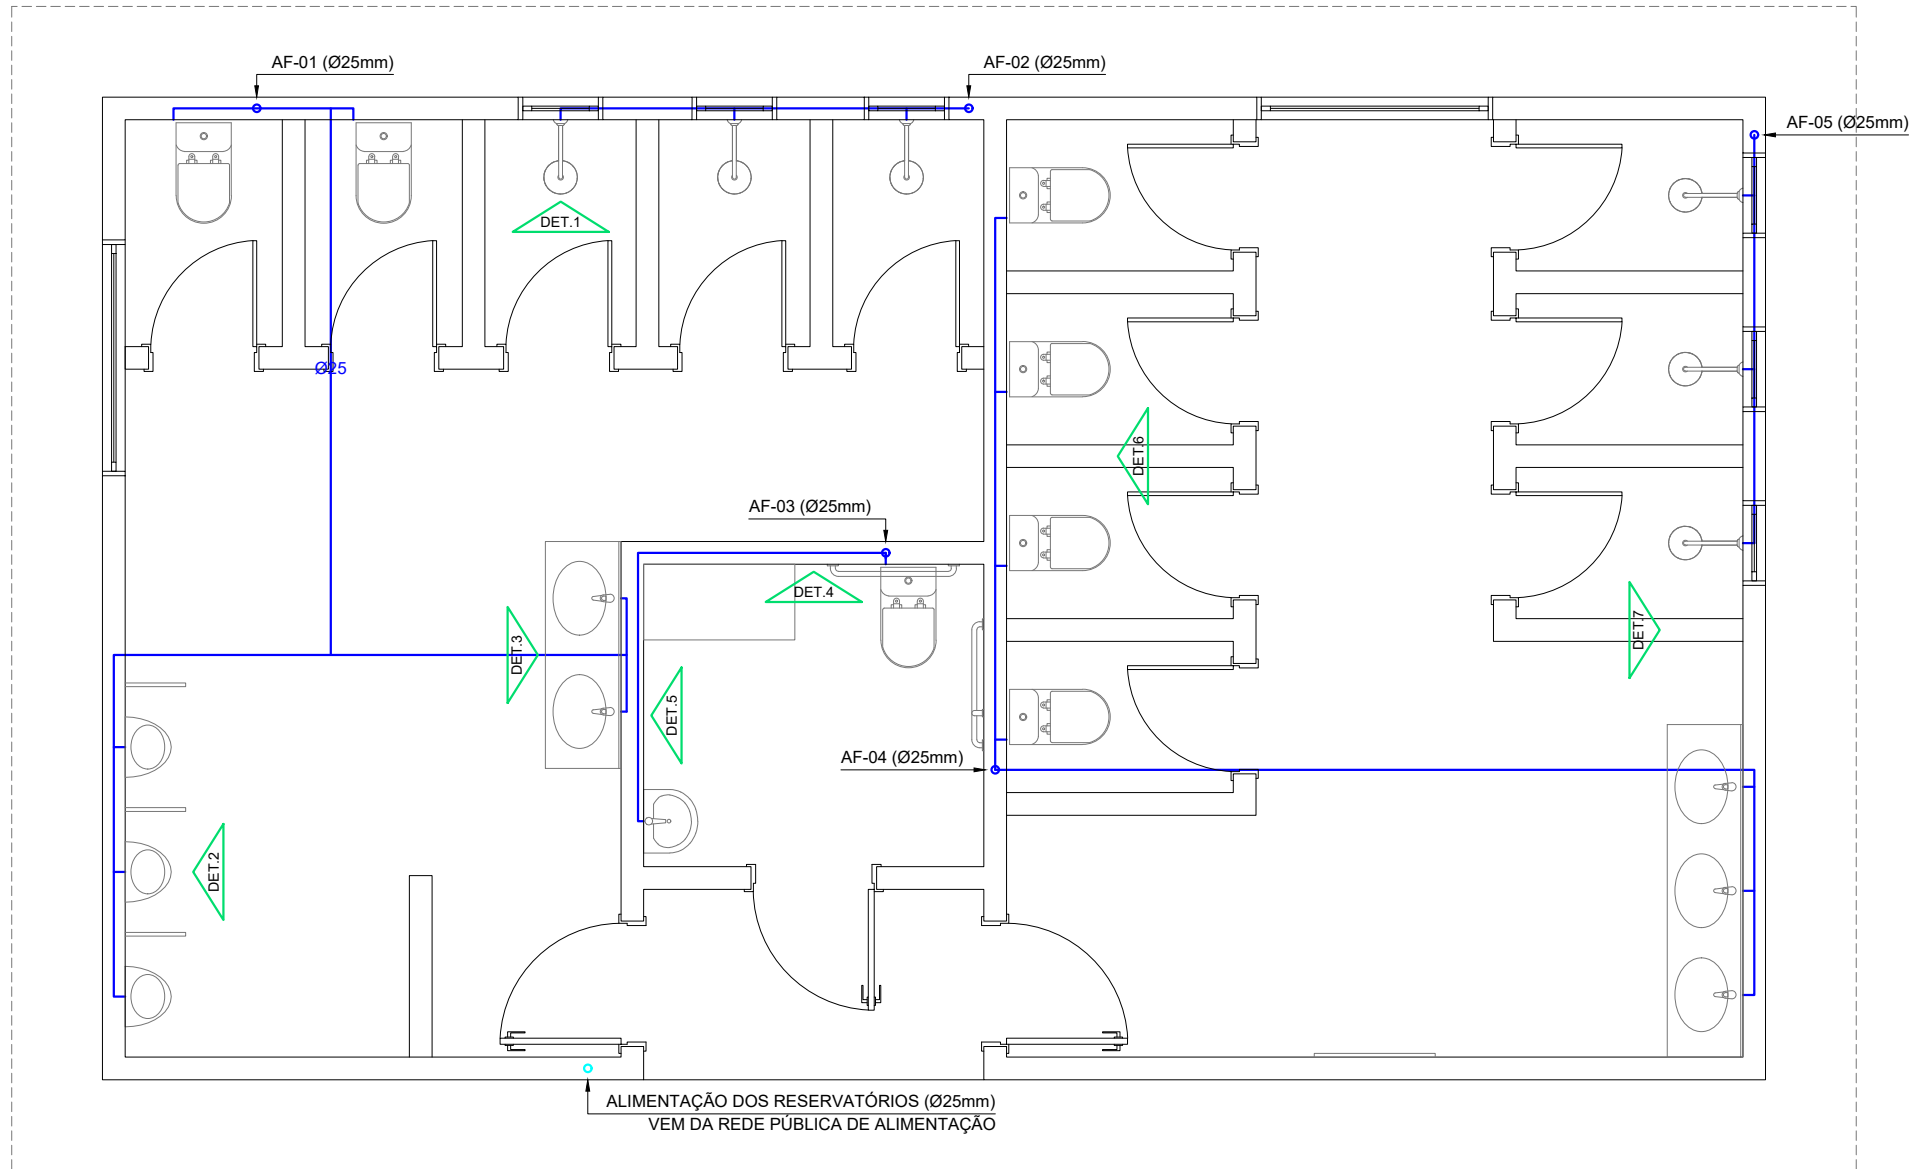 AF-01 (Ø25mm)
AF-02 (Ø25mm)
AF-05 (Ø25mm)
DET.1
Ø25
DET.6
AF-03 (Ø25mm)
DET.4
DET.3
DET.7
DET.5
AF-04 (Ø25mm)
DET.2
ALIMENTAÇÃO DOS RESERVATÓRIOS (Ø25mm)
VEM DA REDE PÚBLICA DE ALIMENTAÇÃO